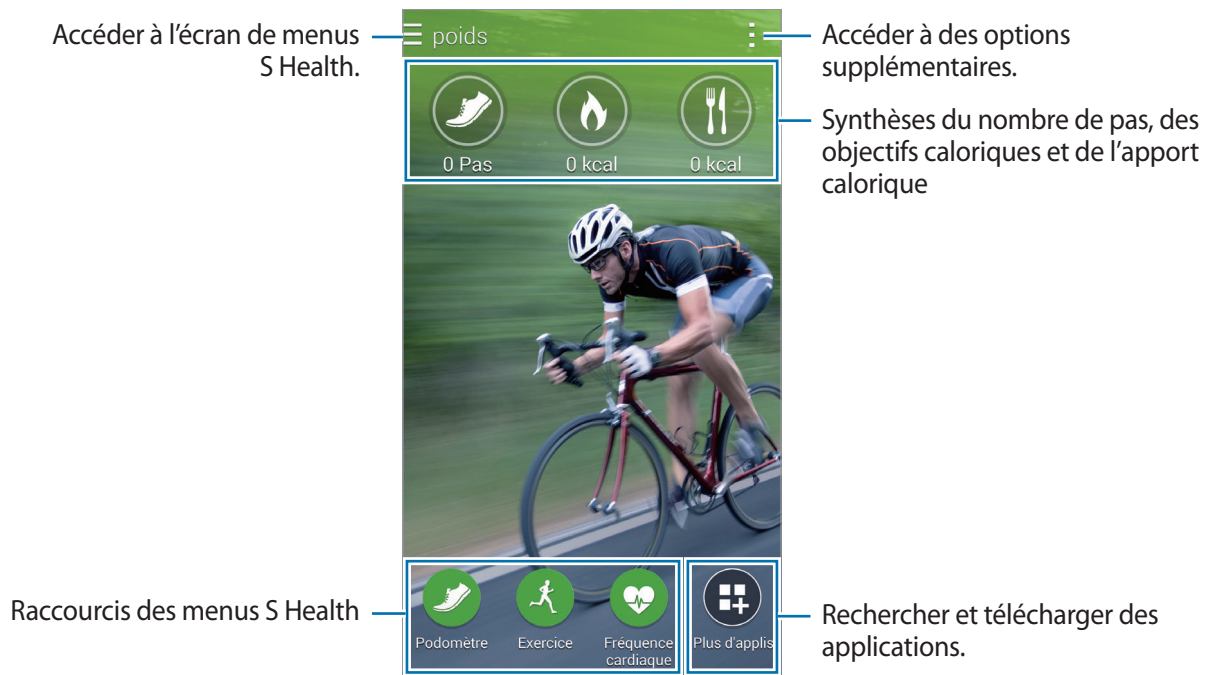 Accéder à l’écran de menus
S Health.
poids
Accéder à des options
supplémentaires.
0 Pas
0 kcal
0 kcal
Synthèses du nombre de pas, des
objectifs caloriques et de l’apport
calorique
Raccourcis des menus S Health
Podomètre
Exercice
Fréquence
cardiaque
Plus d'applis
Rechercher et télécharger des
applications.